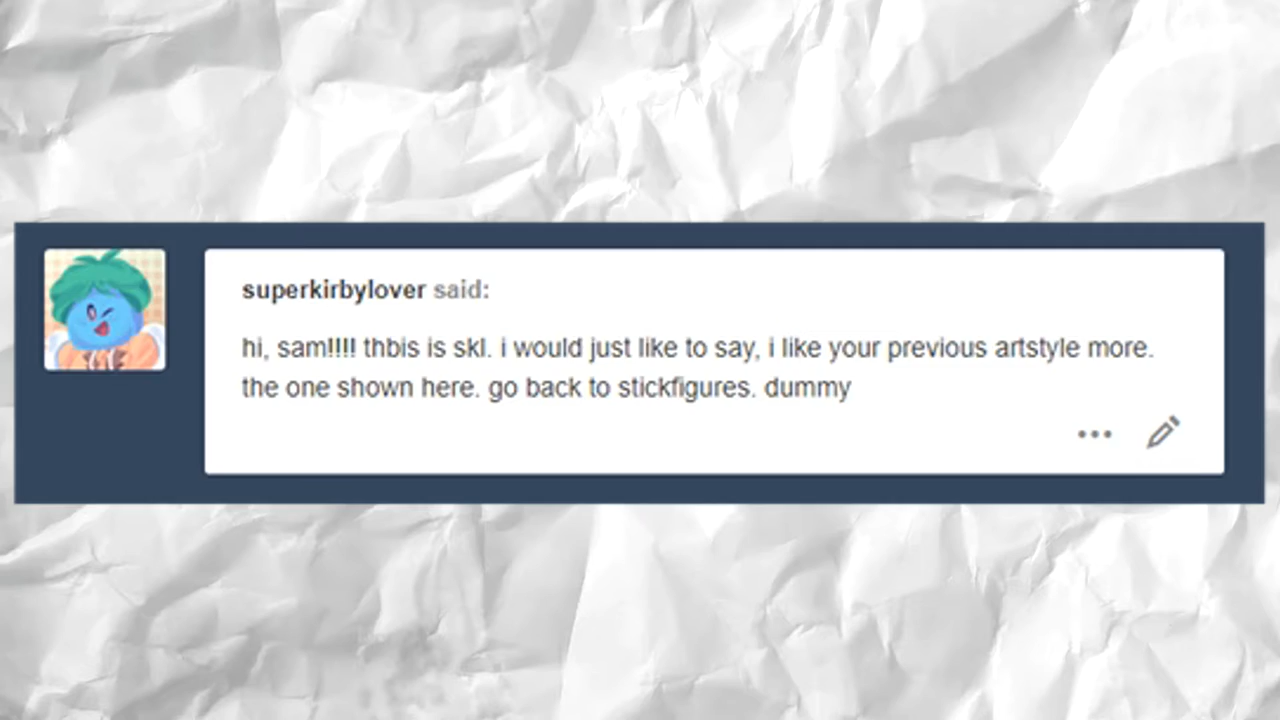 superkirbylover said:
hi, sam!!!! thbis is skl. i would just like to say, i like your previous artstyle more.
the one shown here. go back to stickfigures. dummy